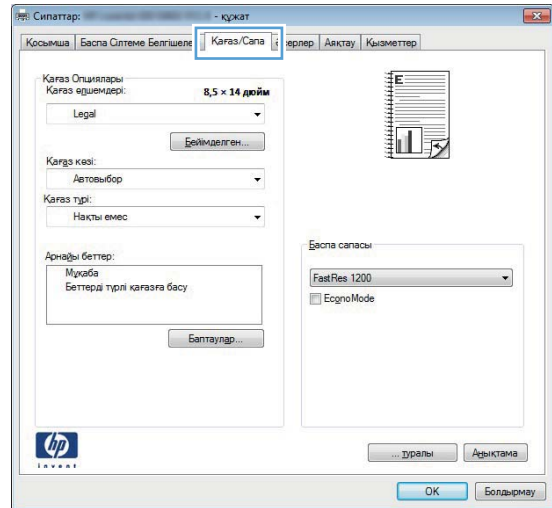 Сипаттар: - құжат
Қосымша
Баспа Сілтеме Белгішеле
Қағаз/Сапа
серлер
Аяқтау
Қызметтер
Қағаз Опциялары
Қағаз өлшемдері: 8,5 × 14 дюйм
Legal
Бейімделген...
Қағаз көзі:
Автовыбор
Қағаз түрі:
Нақты емес
Арнайы беттер:
Мұқаба
Беттерді түрлі қағазға басу
Баптаулар...
E
Баспа сапасы
FastRes 1200
EconoMode
hp
invent
... туралы
Анықтама
OK
Болдырмау